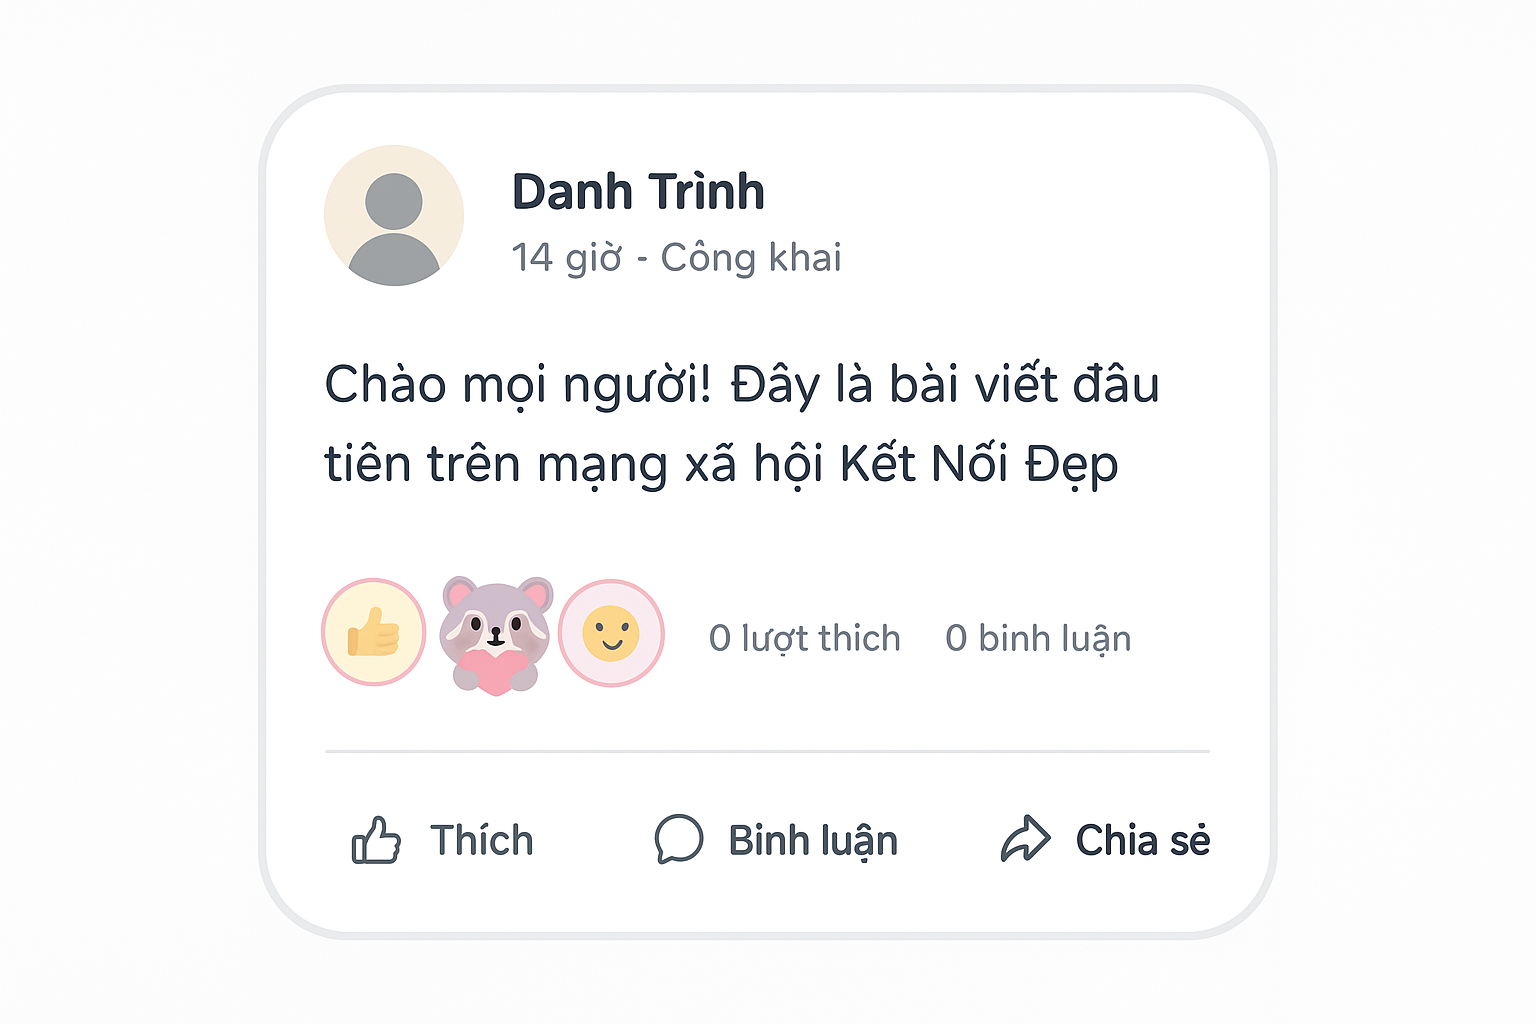 Danh Trình
14 giờ - Công khai
Chào mọi người! Đây là bài viết đâu
tiên trên mạng xã hội Kết Nối Đẹp
0 lượt thich
0 binh luận
Thích
Binh luận
Chia sẻ